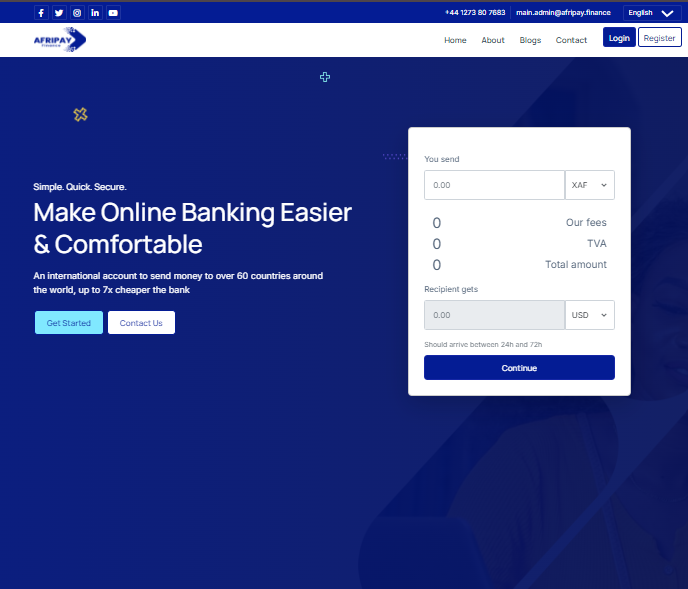 +44 1273 80 7683
main.admin@afripay.finance
English
AFRIPAY
Finance
Home About Blogs Contact Login Register
Simple. Quick. Secure.
Make Online Banking Easier
& Comfortable
An international account to send money to over 60 countries around
the world, up to 7x cheaper the bank
Get Started Contact Us
You send
0.00 XAF
0 Our fees
0 TVA
0 Total amount
Recipient gets
0.00 USD
Should arrive between 24h and 72h
Continue